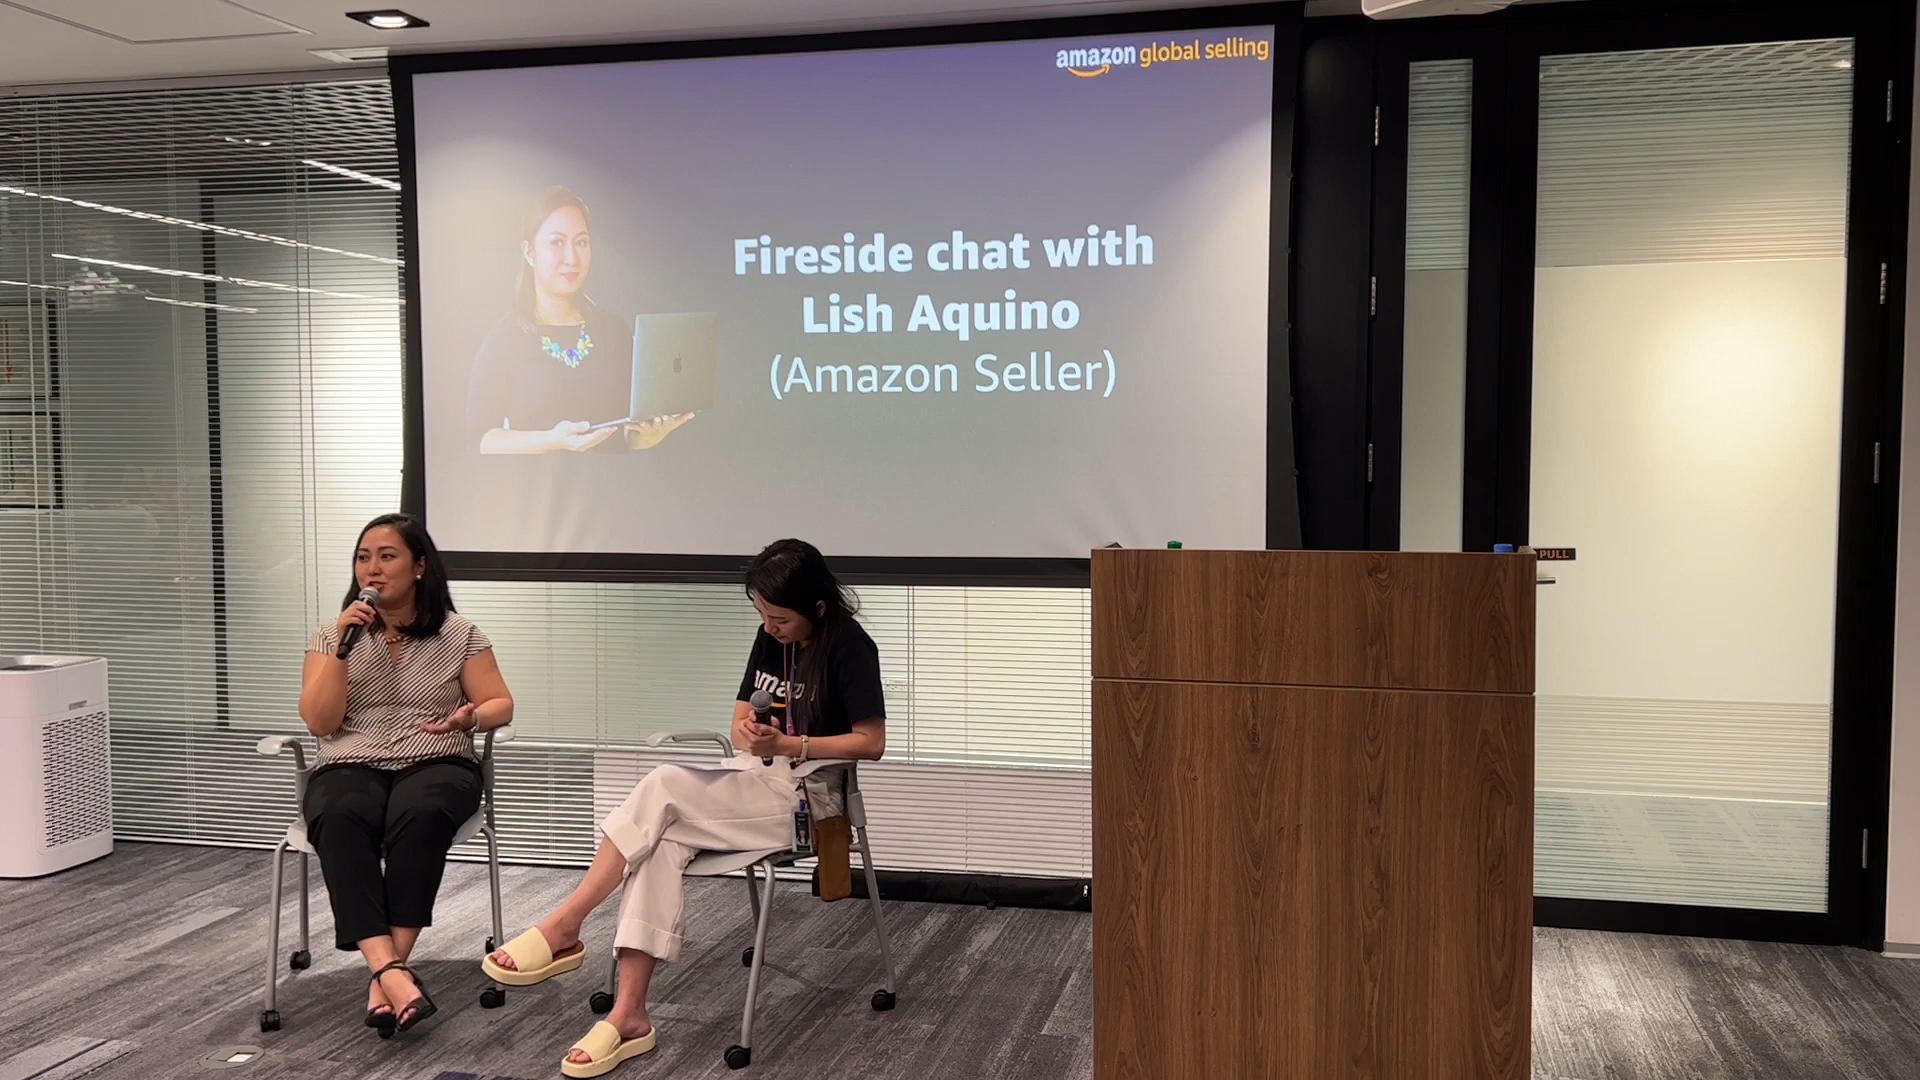 amazon global selling
Fireside chat with
Lish Aquino
(Amazon Seller)
PULL